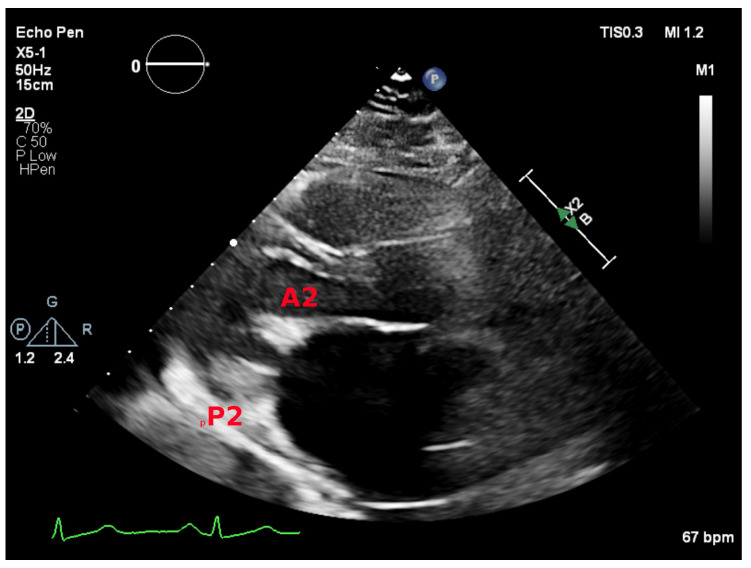 Echo Pen
X5-1
50Hz
15cm
2D
70%
C 50
P Low
HPen
TIS0.3 MI 1.2
M1
0
P
X2
B
G
P R
1.2 2.4
A2
pP2
67 bpm